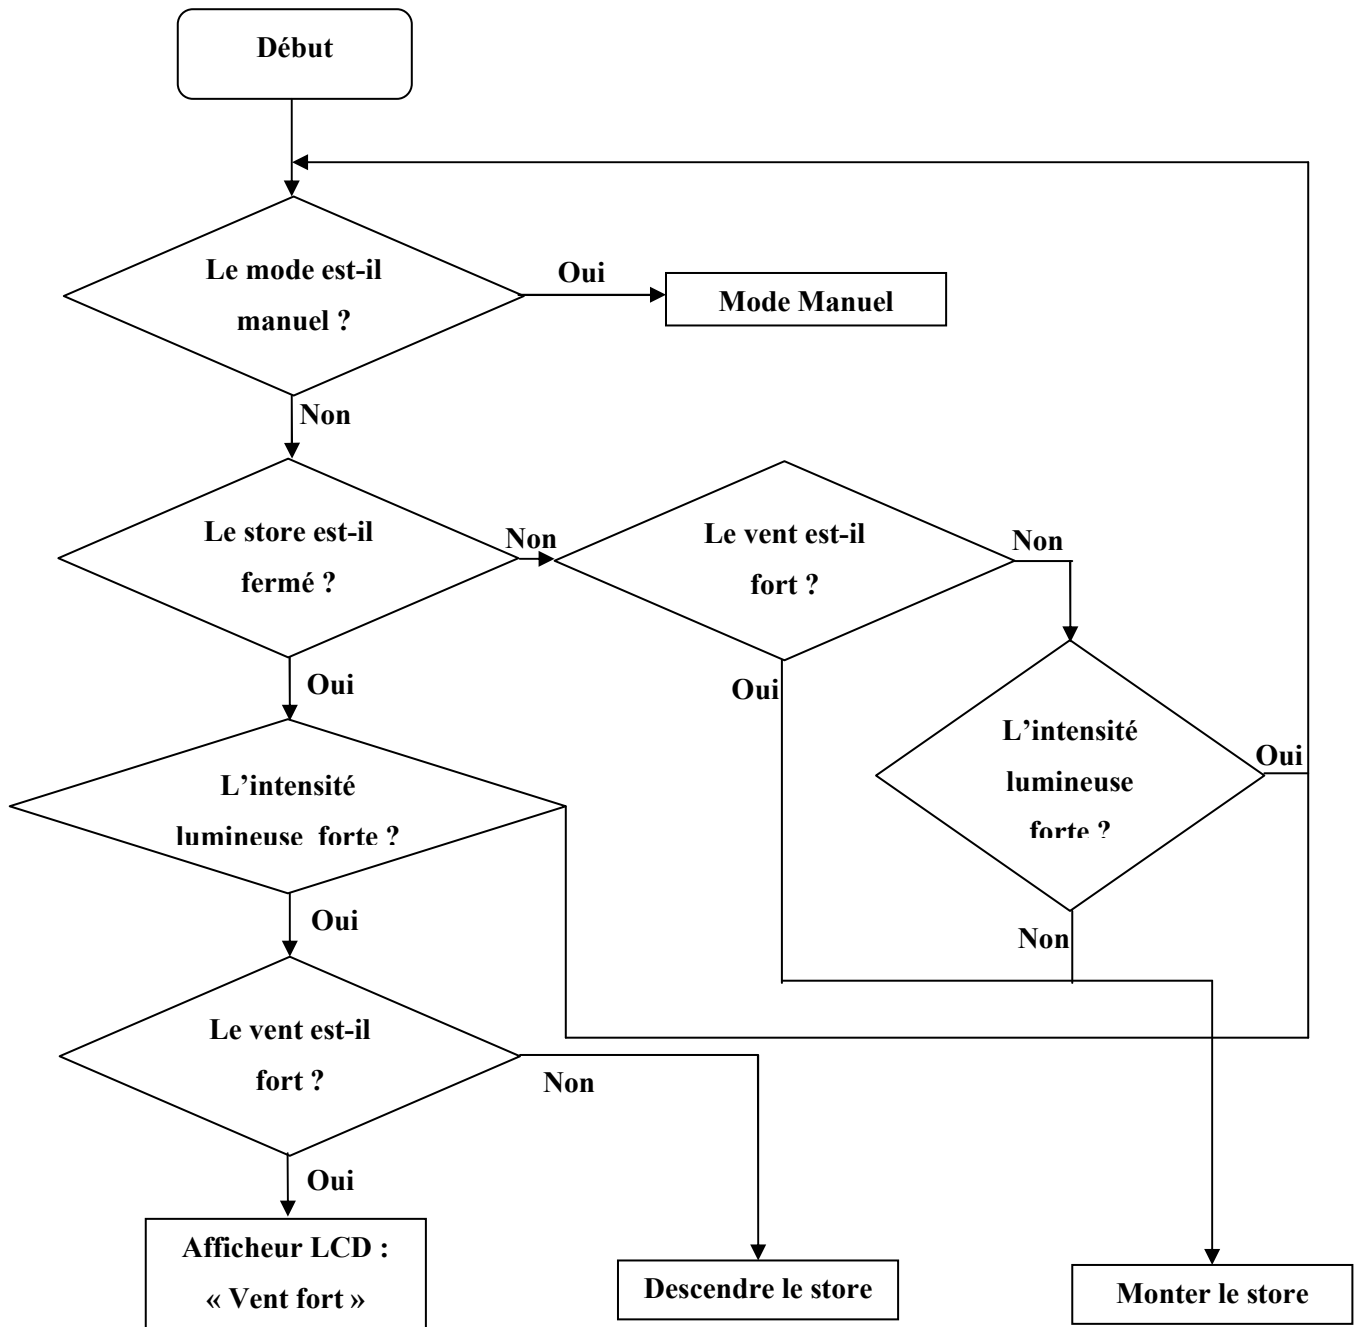 Début
Le mode est-il
manuel ?
Oui
Mode Manuel
Non
Le store est-il
fermé ?
Non
Le vent est-il
fort ?
Non
Oui
Oui
L’intensité
lumineuse
forte ?
Oui
L’intensité
lumineuse forte ?
Oui
Non
Le vent est-il
fort ?
Non
Oui
Afficheur LCD :
« Vent fort »
Descendre le store
Monter le store